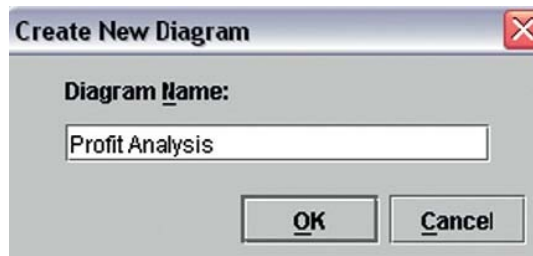 Create New Diagram
Diagram Name:
Profit Analysis
OK
Cancel